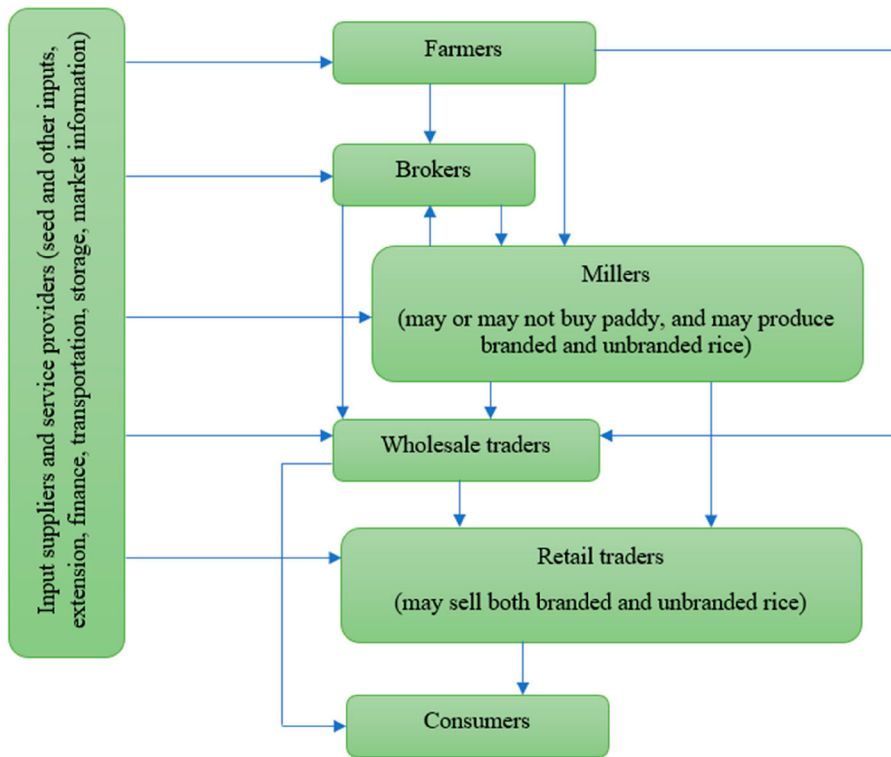 Input suppliers and service providers (seed and other inputs,
extension, finance, transportation, storage, market information)
Farmers
Brokers
Millers
(may or may not buy paddy, and may produce
branded and unbranded rice)
Wholesale traders
Retail traders
(may sell both branded and unbranded rice)
Consumers